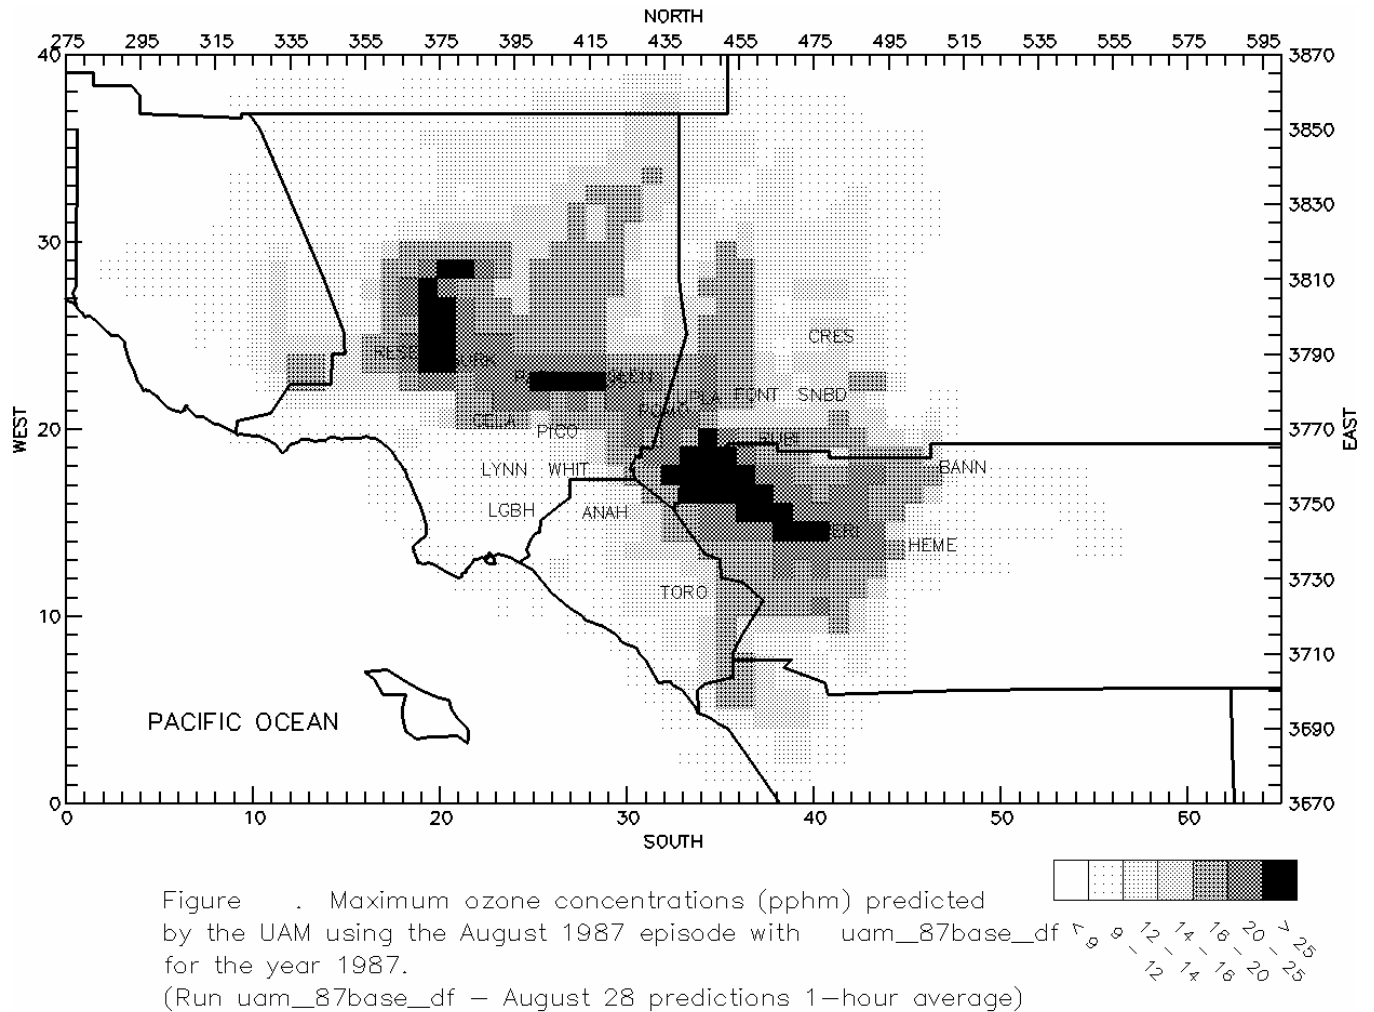 NORTH
275 295 315 335 355 375 395 415 435 455 475 495 515 535 555 575 595
40 3870
3850
3830
30
3810
CRES
RESE BURK 3790
GLEN
UPLA FONT SNBD
POMO
CELA PICO
WEST 20 RUBI 3770 EAST
LYNN WHIT BANN
LGBH ANAH 3750
HEME
3730
TORO
10
3710
PACIFIC OCEAN 3690
0 3670
0 10 20 30 40 50 60
SOUTH
Figure . Maximum ozone concentrations (pphm) predicted
by the UAM using the August 1987 episode with uam_87base_df
for the year 1987.
(Run uam_87base_df – August 28 predictions 1–hour average)
< 9
9 – 12
12 – 14
14 – 16
16 – 20
20 – 25
> 25